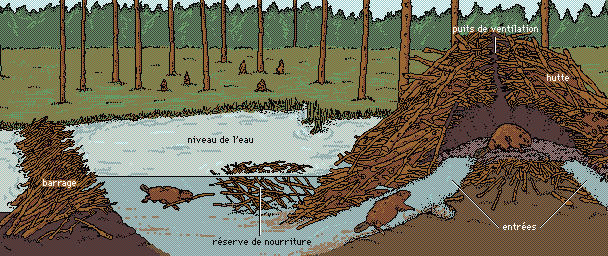 puits de ventilation
hutte
niveau de l'eau
barrage
entrées
réserve de nourriture